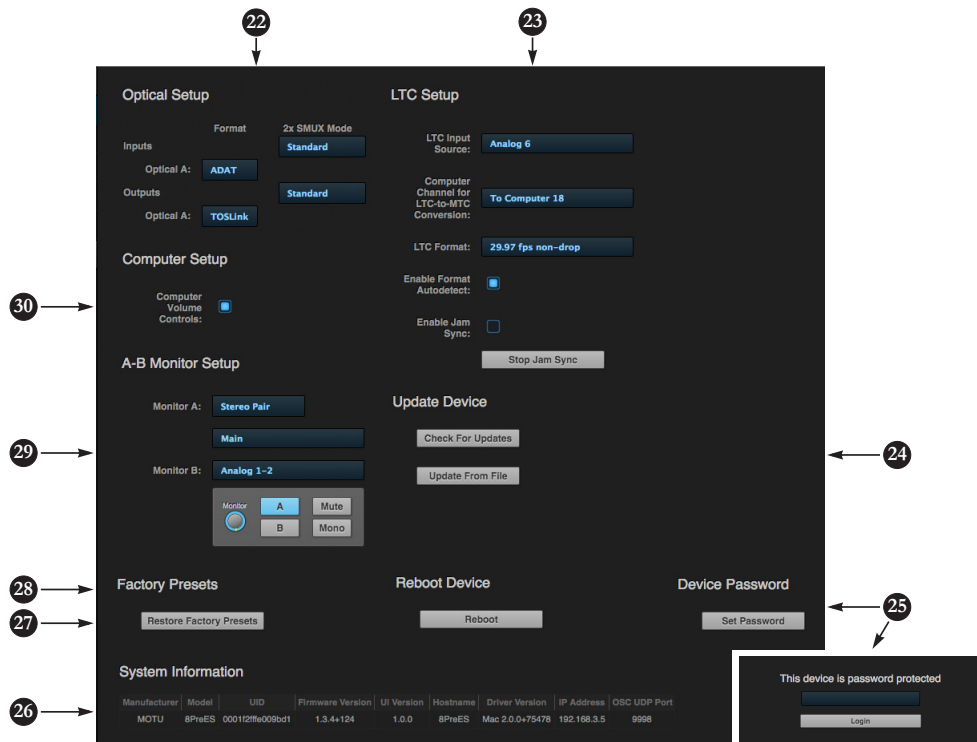 22
23
Optical Setup
Format 2x SMUX Mode
Inputs Standard
Optical A: ADAT
Outputs Standard
Optical A: TOSLink
LTC Setup
LTC Input Source: Analog 6
Computer Channel for LTC-to-MTC Conversion: To Computer 18
LTC Format: 29.97 fps non-drop
Enable Format Autodetect:
Enable Jam Sync:
Stop Jam Sync
30
Computer Setup
Computer Volume Controls:
A-B Monitor Setup
29
Monitor A: Stereo Pair
Main
Monitor B: Analog 1-2
Monitor A Mute
B Mono
Update Device
Check For Updates
Update From File
24
28
Factory Presets
27
Restore Factory Presets
Reboot Device
Reboot
Device Password
Set Password
25
This device is password protected
Login
System Information
26
Manufacturer Model UID Firmware Version UI Version Hostname Driver Version IP Address OSC UDP Port
MOTU 8PreES 0001f2fffe009bd1 1.3.4+124 1.0.0 8PreES Mac 2.0.0+75478 192.168.3.5 9998